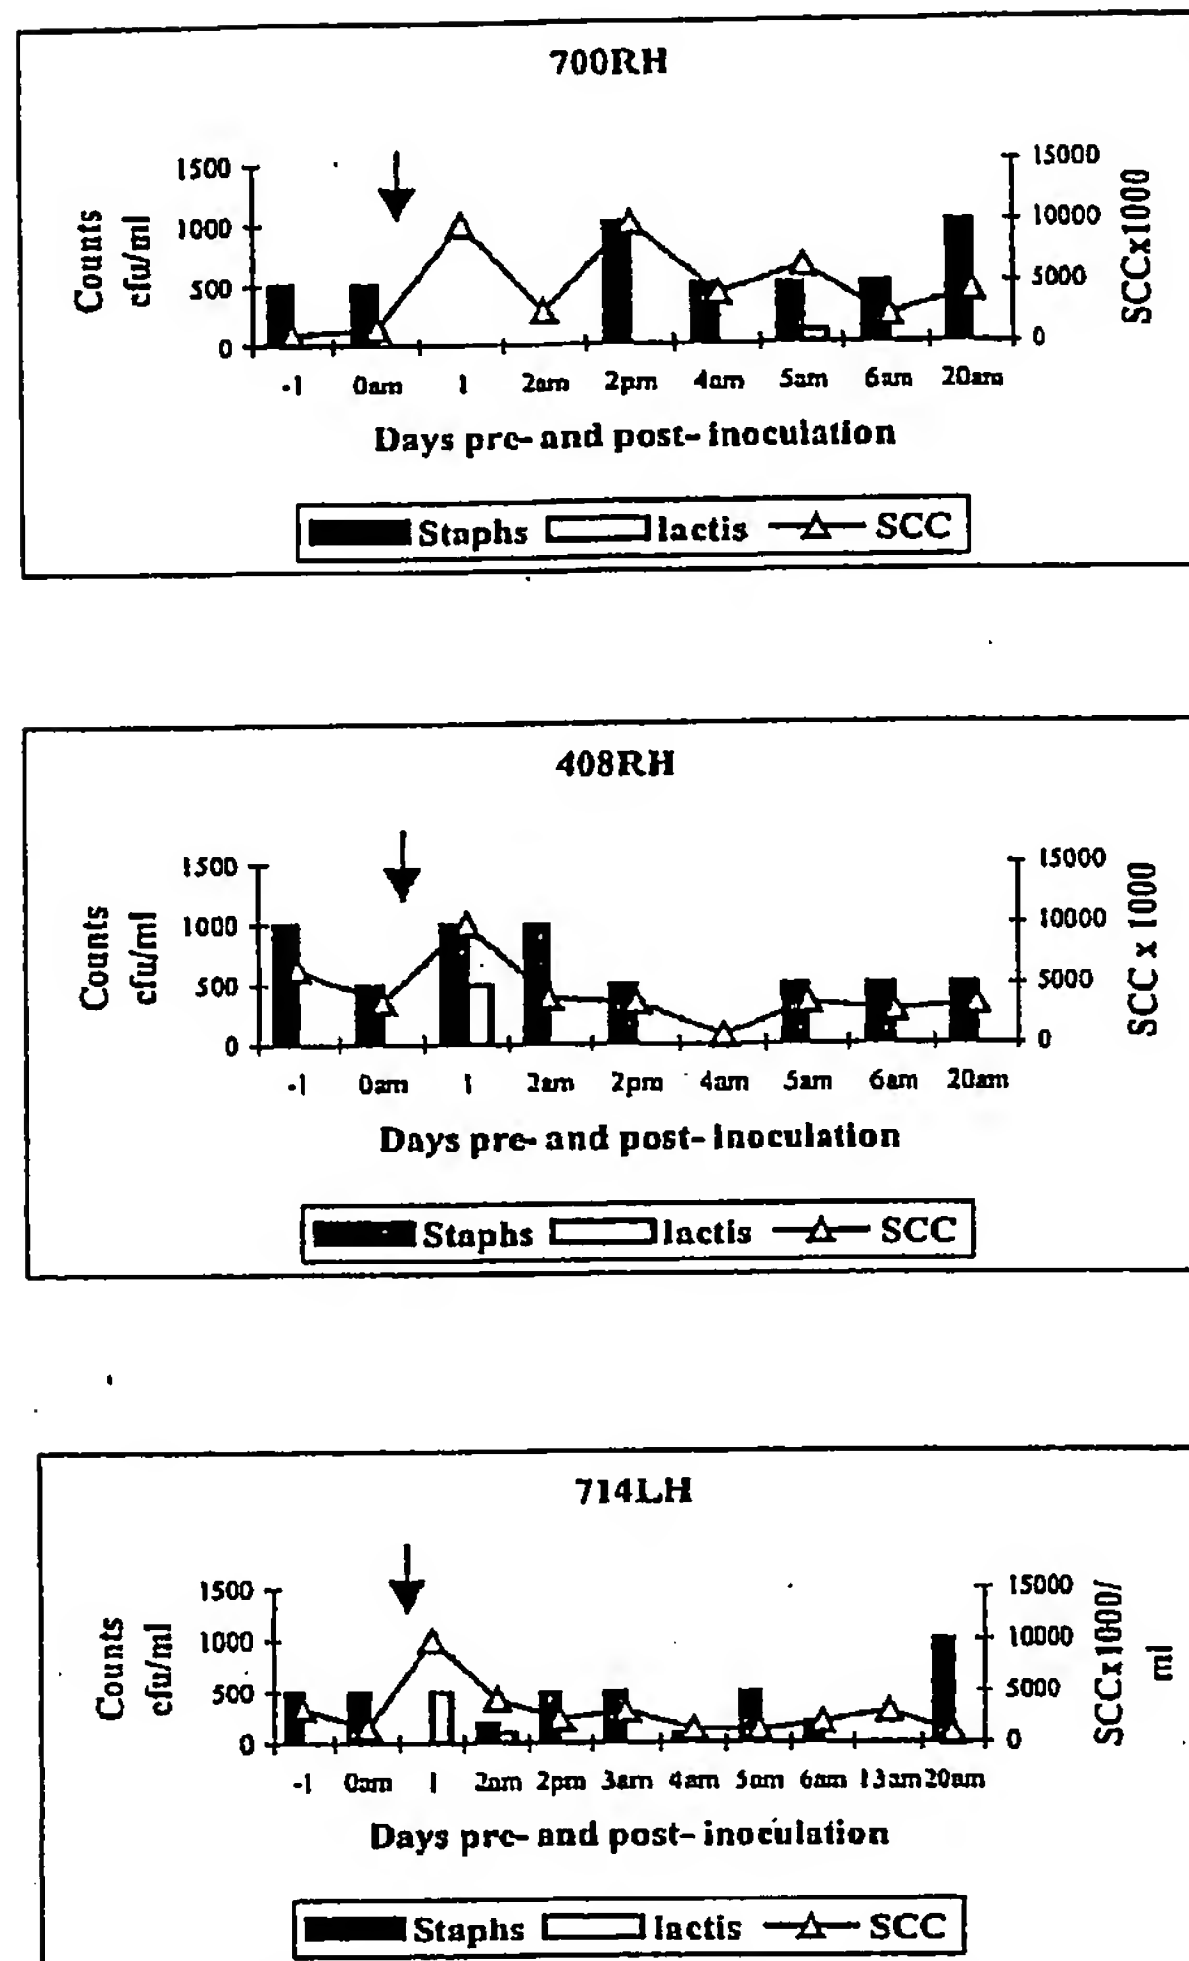 700RH
1500
1000
500
0
Counts
cfu/ml
15000
10000
5000
0
SCCx1000
-1 0am 1 2am 2pm 4am 5am 6am 20am
Days pre- and post- inoculation
Staphs lactis SCC
408RH
1500
1000
500
0
Counts
cfu/ml
15000
10000
5000
0
SCC x 1000
-1 0am 1 2am 2pm 4am 5am 6am 20am
Days pre- and post- inoculation
Staphs lactis SCC
714LH
1500
1000
500
0
Counts
cfu/ml
15000
10000
5000
0
SCCx1000/
ml
-1 0am 1 2am 2pm 3am 4am 5am 6am 13am 20am
Days pre- and post- inoculation
Staphs lactis SCC